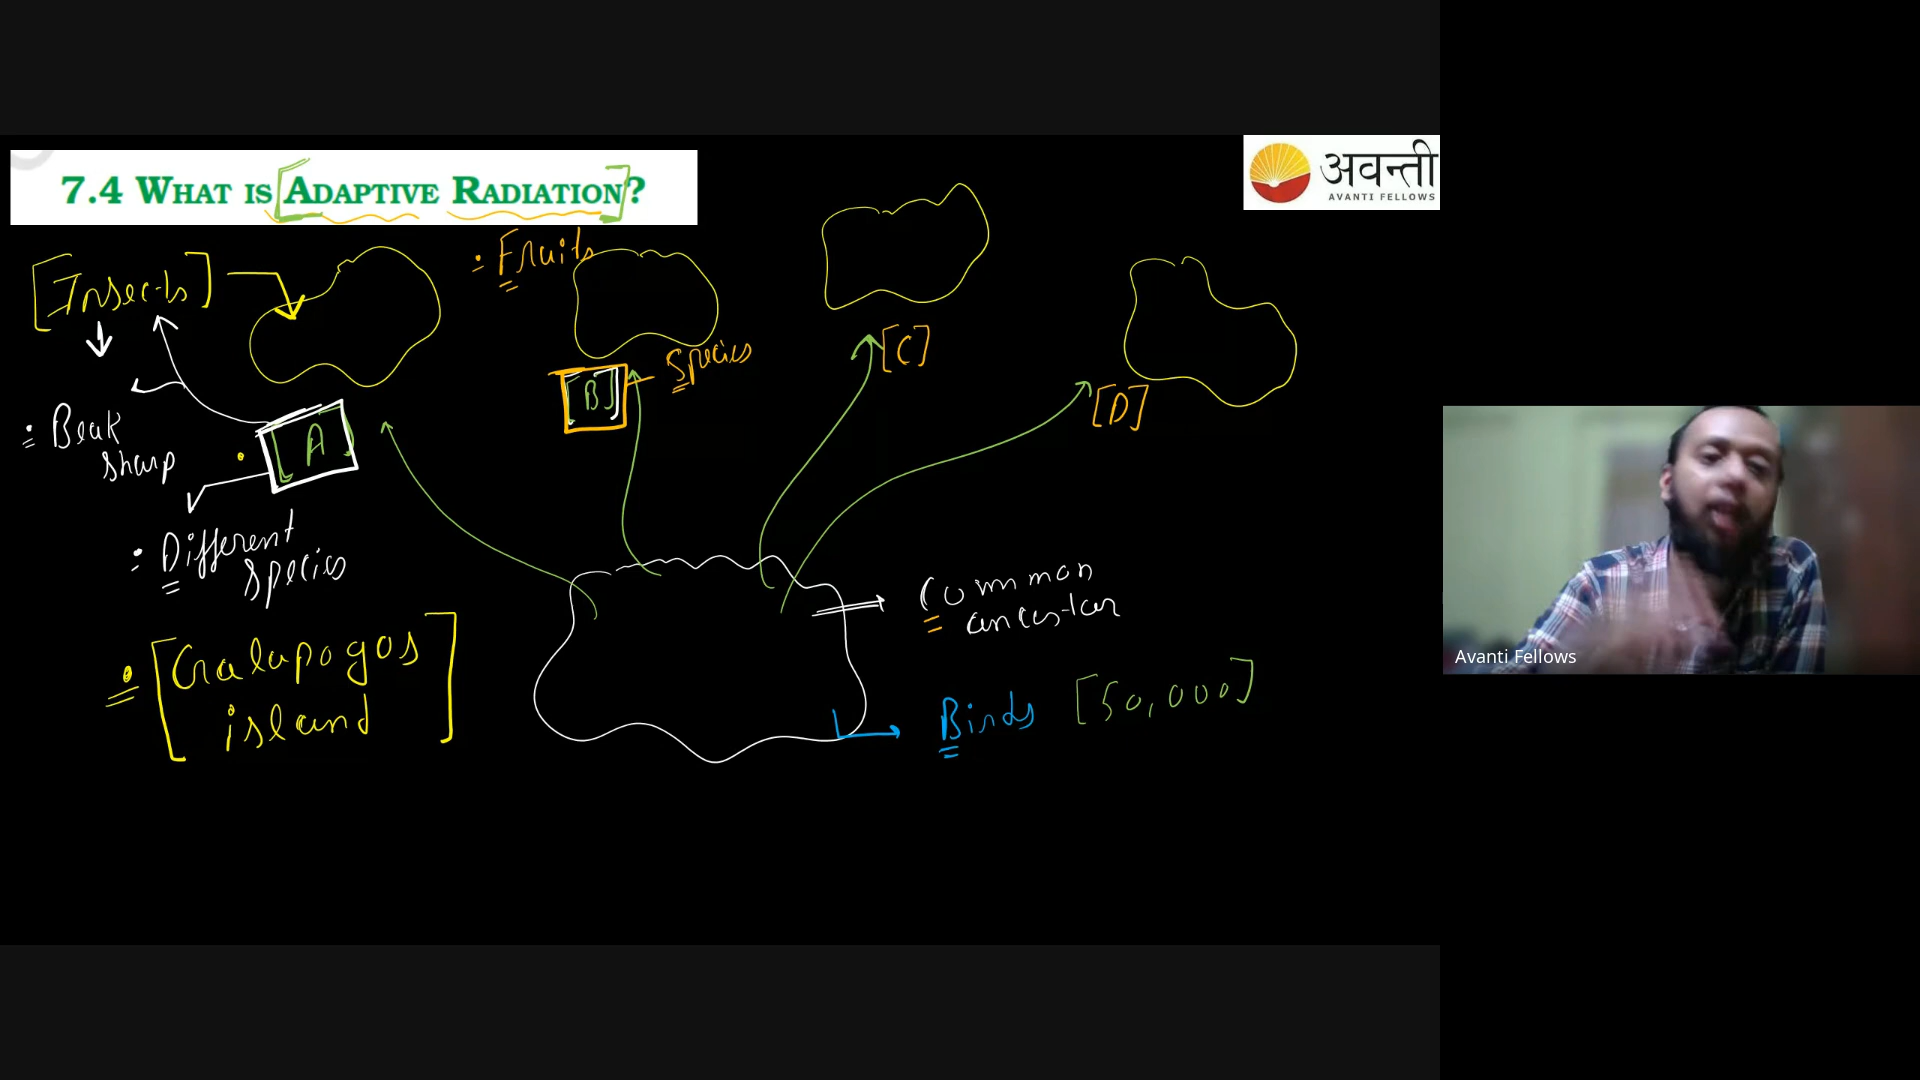 7.4 WHAT IS [ADAPTIVE RADIATION]?
अवन्ती
AVANTI FELLOWS
[Insects]
: Fruits
[C]
Species
[B]
[D]
: Beak
sharp
[A]
: Different
species
Common
ancestor
: [Galapogos
island]
Birds [50,000]
Avanti Fellows